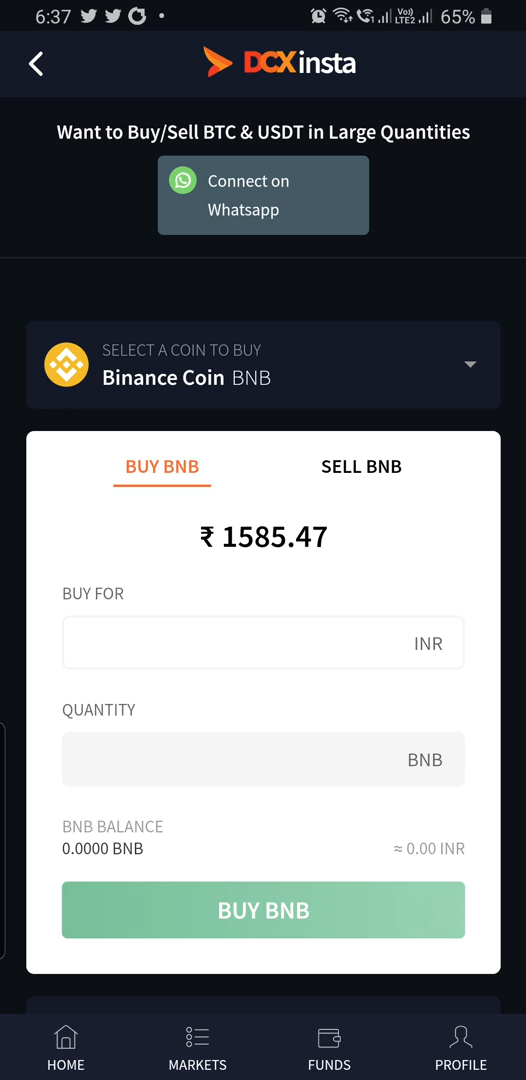 6:37
Vo)) LTE2 65%
DCXinsta
Want to Buy/Sell BTC & USDT in Large Quantities
Connect on
Whatsapp
SELECT A COIN TO BUY
Binance Coin BNB
BUY BNB SELL BNB
₹ 1585.47
BUY FOR
INR
QUANTITY
BNB
BNB BALANCE
0.0000 BNB ≈ 0.00 INR
BUY BNB
HOME MARKETS FUNDS PROFILE